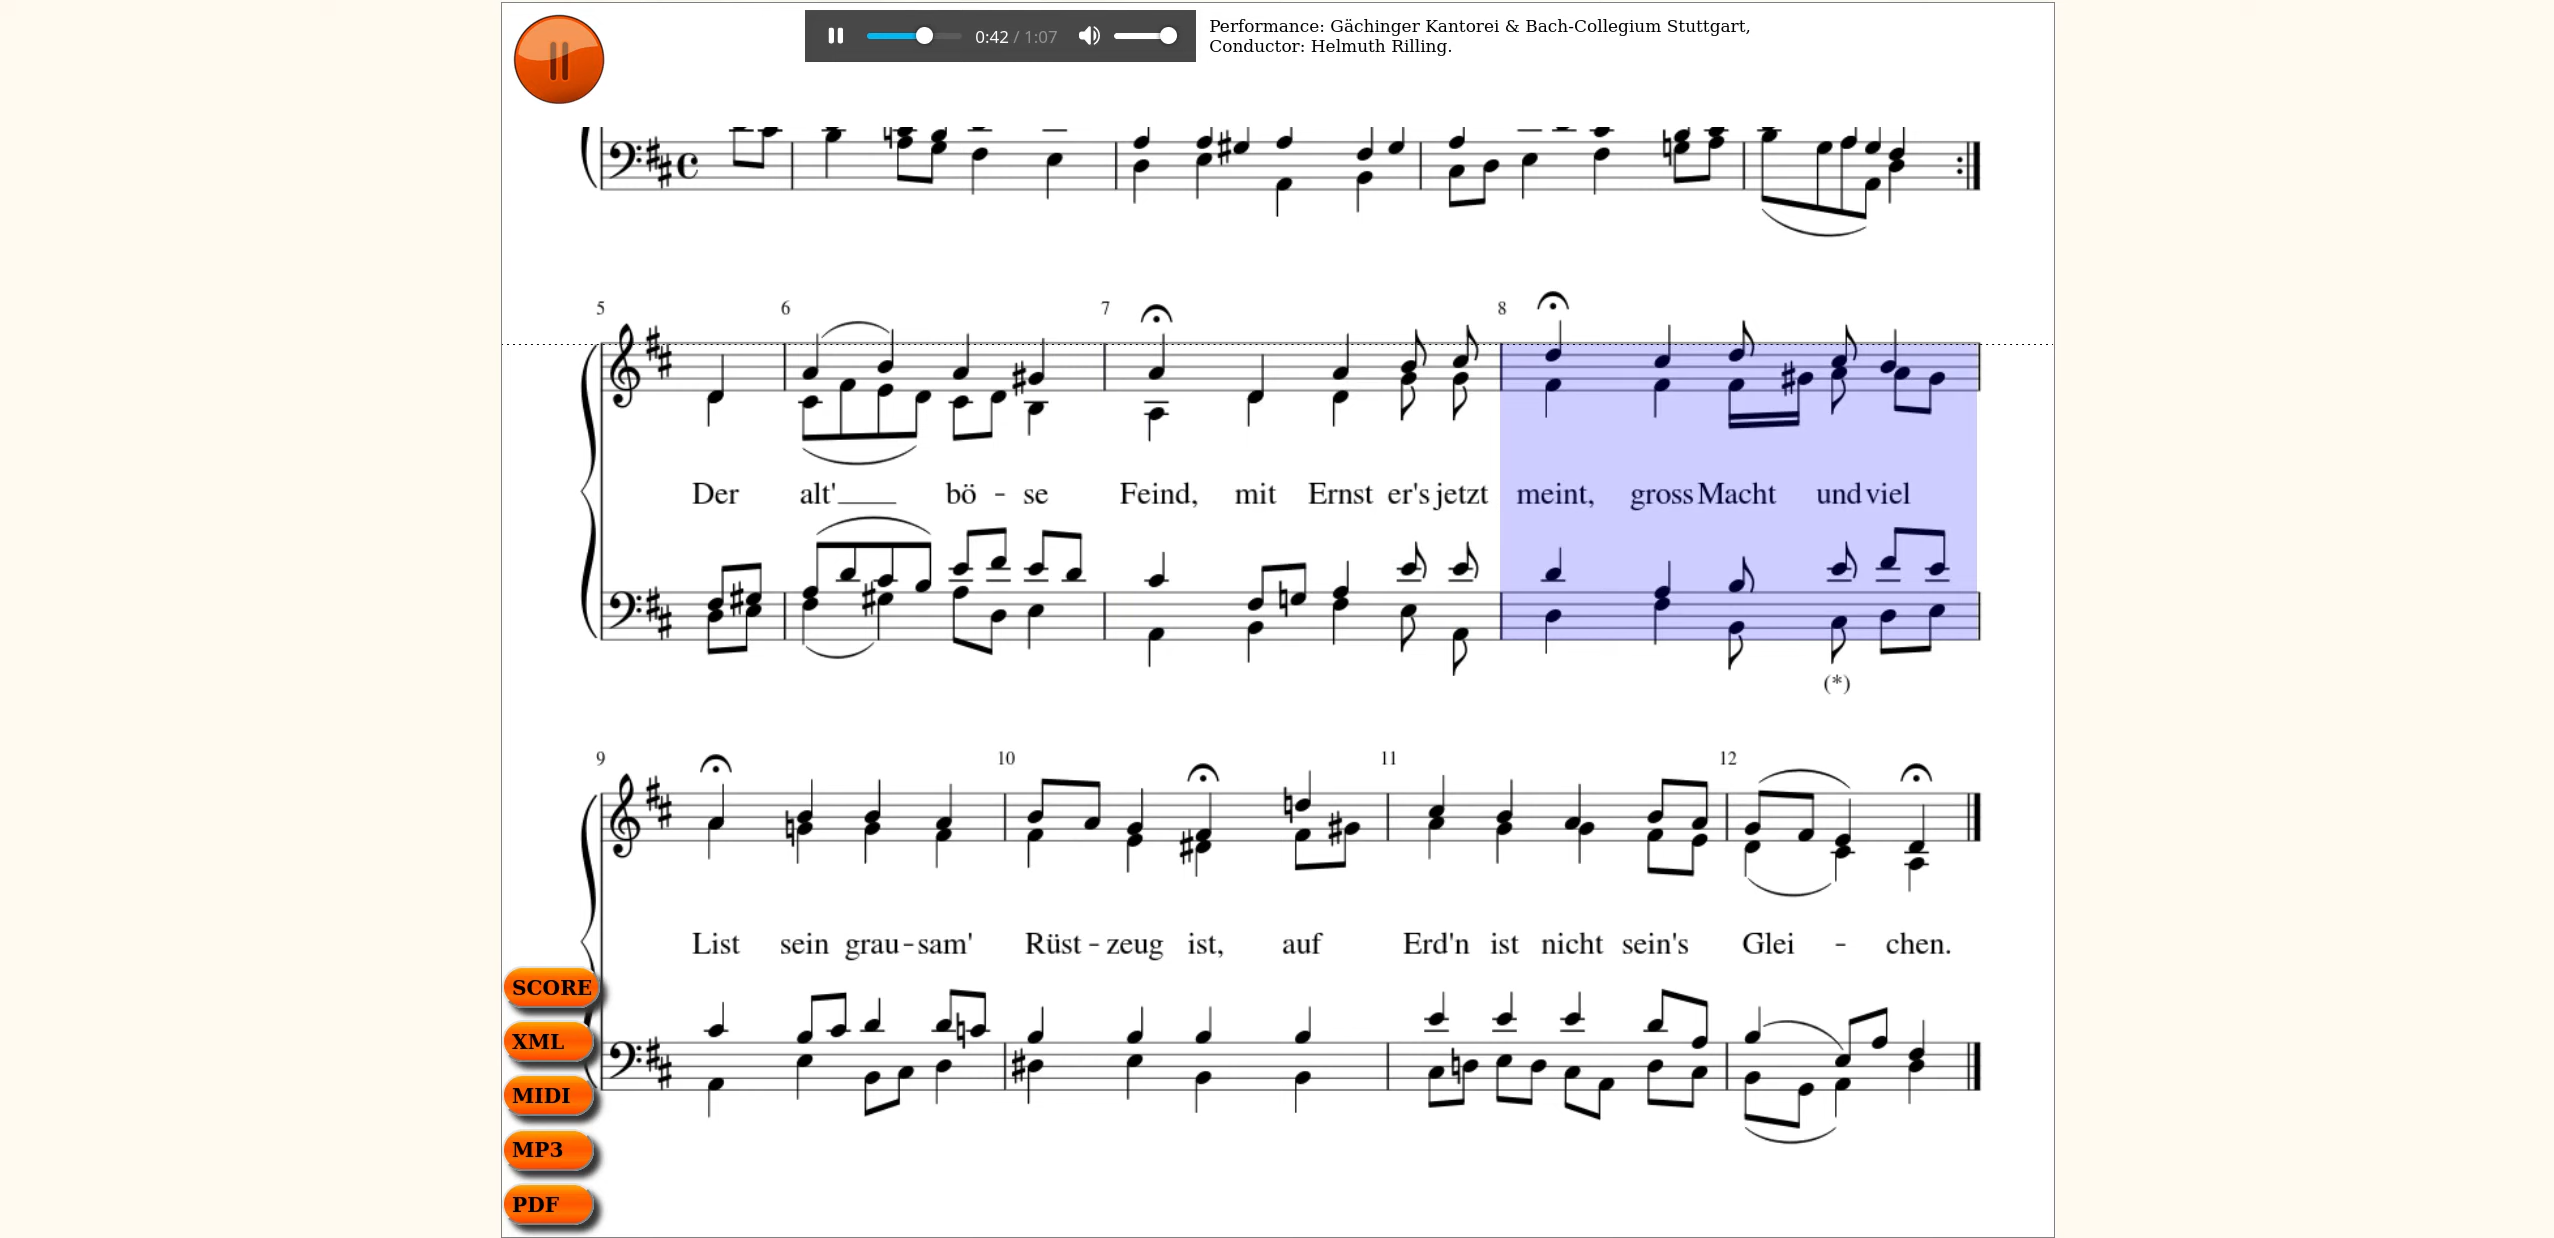 0:42 / 1:07
Performance: Gächinger Kantorei & Bach-Collegium Stuttgart,
Conductor: Helmuth Rilling.
5 6 7 8
Der alt' bö - se Feind, mit Ernst er's jetzt meint, gross Macht und viel
(*)
9 10 11 12
List sein grau - sam' Rüst - zeug ist, auf Erd'n ist nicht sein's Glei - chen.
SCORE
XML
MIDI
MP3
PDF